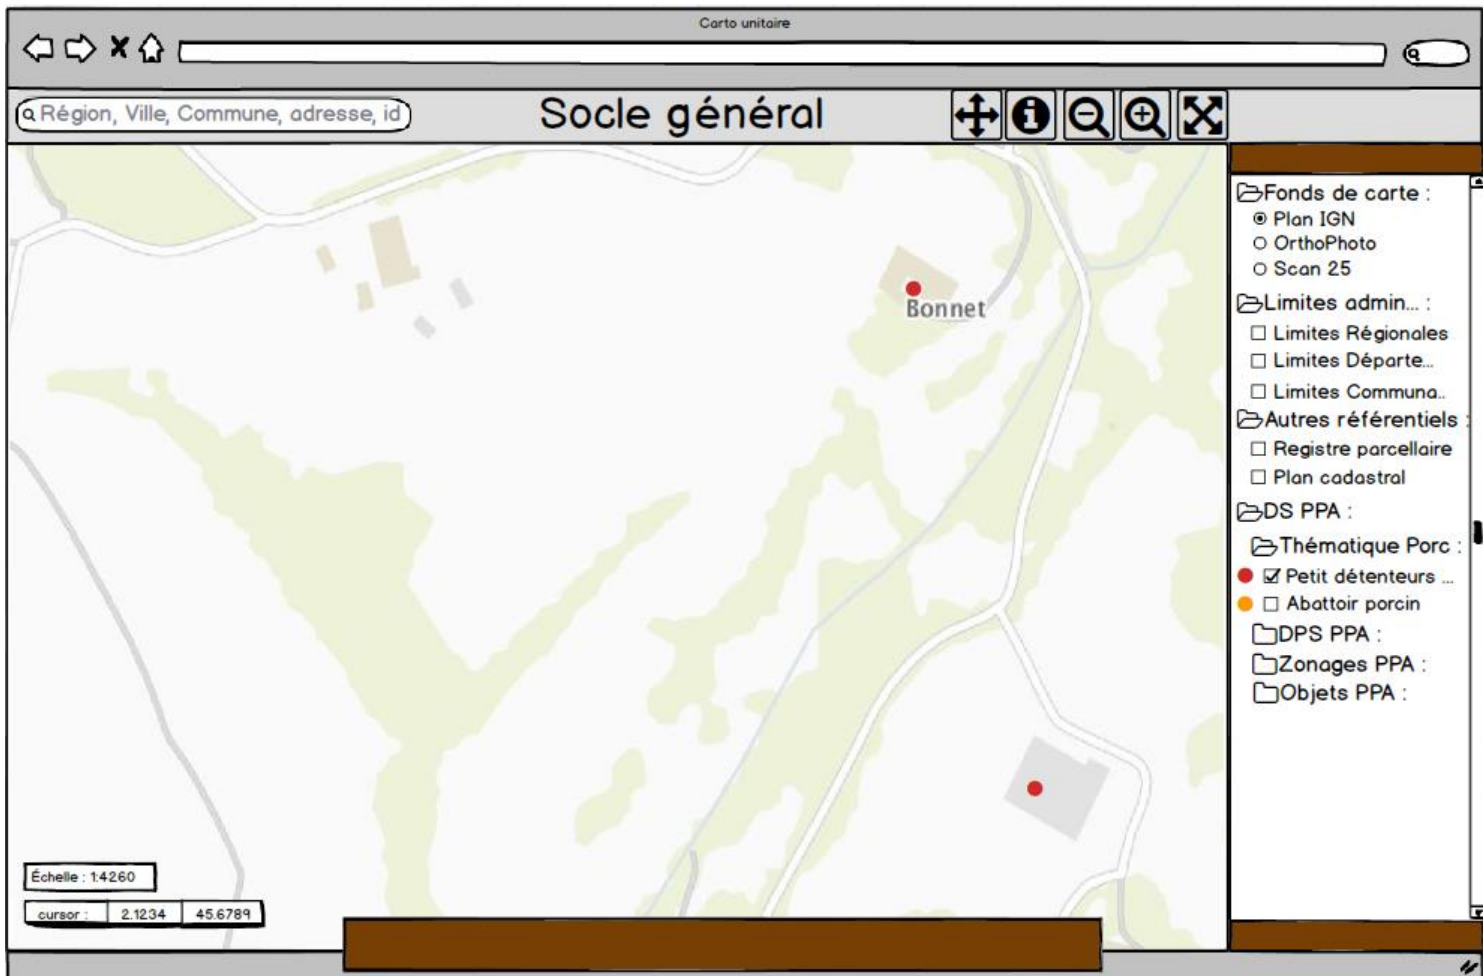 Carto unitaire
Région, Ville, Commune, adresse, id
Socle général
Bonnet
Échelle : 1:4260
cursor : 2.1234 45.6789
Fonds de carte :
Plan IGN
OrthoPhoto
Scan 25
Limites admin... :
Limites Régionales
Limites Départe...
Limites Communa..
Autres référentiels :
Registre parcellaire
Plan cadastral
DS PPA :
Thématique Porc :
Petit détenteurs ...
Abattoir porcin
DPS PPA :
Zonages PPA :
Objets PPA :